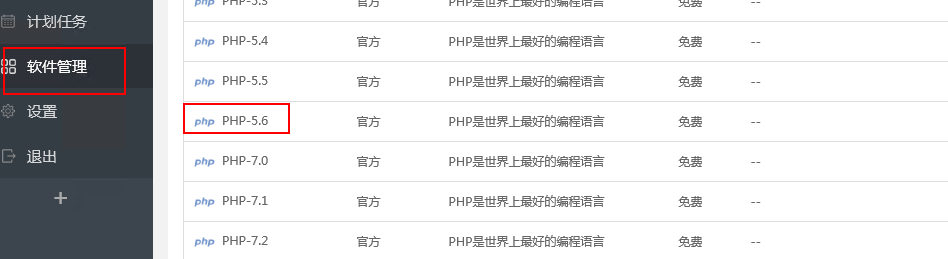 计划任务
软件管理
设置
退出
+
php PHP-5.3 官方 PHP是世界上最好的编程语言 免费 --
php PHP-5.4 官方 PHP是世界上最好的编程语言 免费 --
php PHP-5.5 官方 PHP是世界上最好的编程语言 免费 --
php PHP-5.6 官方 PHP是世界上最好的编程语言 免费 --
php PHP-7.0 官方 PHP是世界上最好的编程语言 免费 --
php PHP-7.1 官方 PHP是世界上最好的编程语言 免费 --
php PHP-7.2 官方 PHP是世界上最好的编程语言 免费 --